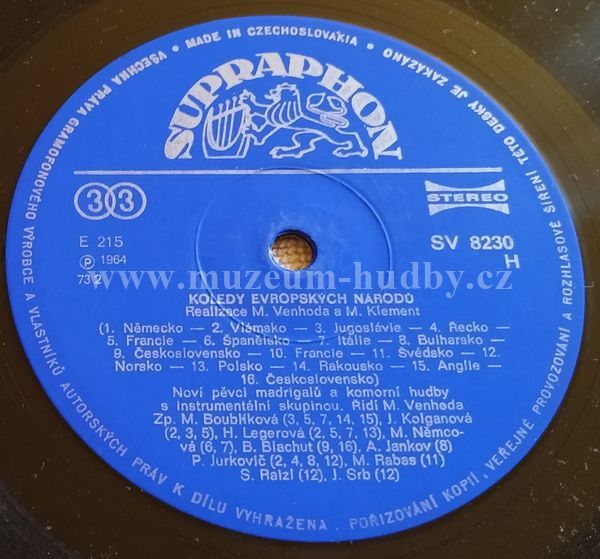 VŠECHNA PRÁVA GRAMOFONOVÉHO VÝROBCE A VLASTNÍKŮ AUTORSKÝCH PRÁV K DÍLU VYHRAŽENA. POŘIZOVÁNÍ KOPIÍ, VEŘEJNÉ PROVOZOVÁNÍ A ROZHLASOVÉ ŠÍŘENÍ TÉTO DESKY JE ZAKÁZÁNO • MADE IN CZECHOSLOVAKIA •
SUPRAPHON
33
STEREO
E 215
SV 8230
Ⓟ 1964
H
73 2
www.muzeum-hudby.cz
KOLEDY EVROPSKÝCH NÁRODŮ
Realizace M. Venhoda a M. Klement
(1. Německo — 2. Vlámsko — 3. Jugoslávie — 4. Řecko —
5. Francie — 6. Španělsko — 7. Itálie — 8. Bulharsko —
— 9. Československo — 10. Francie — 11. Švédsko — 12.
Norsko — 13. Polsko — 14. Rakousko — 15. Anglie —
16. Československo)
Noví pěvci madrigalů a komorní hudby
s instrumentální skupinou. Řídí M. Venhoda
Zp. M. Boublíková (3, 5, 7, 14, 15), J. Kolganová
(2, 3, 5), H. Legerová (2, 5, 7, 13), M. Němco-
vá (6, 7), B. Blachut (9, 16), A. Jankov (8)
P. Jurkovič (2, 4, 8, 12), M. Rabas (11)
S. Raizl (12), J. Srb (12)